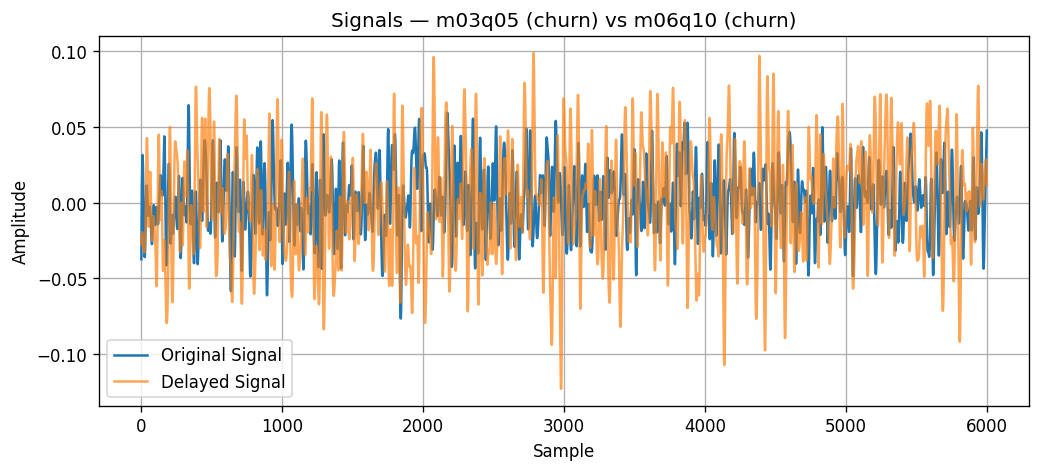 Signals — m03q05 (churn) vs m06q10 (churn)
0.10
0.05
0.00
−0.05
−0.10
Amplitude
Original Signal
Delayed Signal
0 1000 2000 3000 4000 5000 6000
Sample